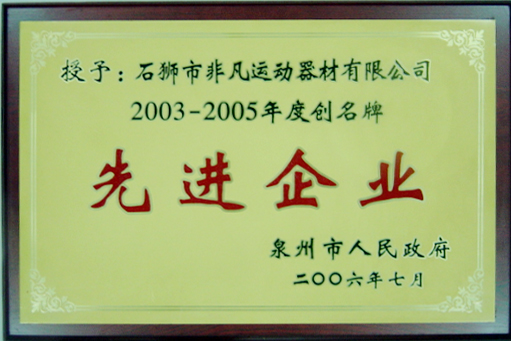 授予：石狮市非凡运动器材有限公司
2003-2005年度创名牌
先进企业
泉州市人民政府
二〇〇六年七月